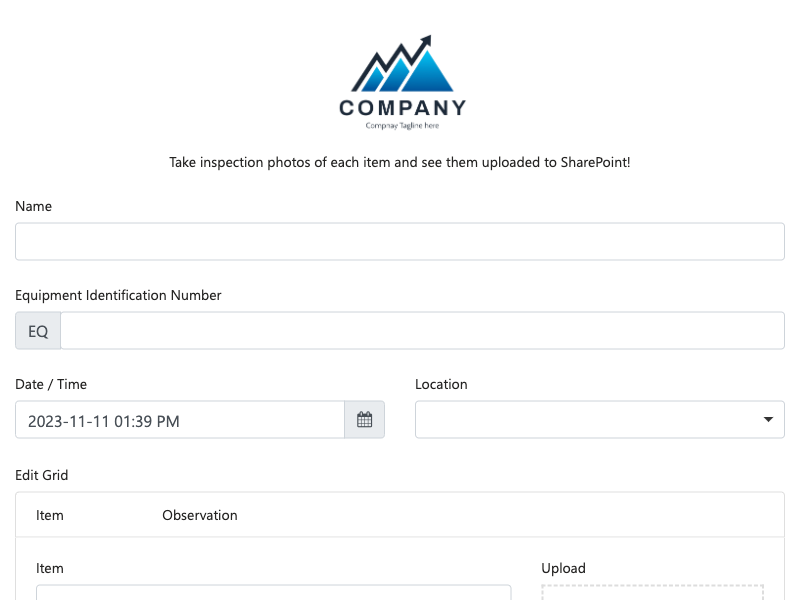 COMPANY
Compnay Tagline here
Take inspection photos of each item and see them uploaded to SharePoint!
Name
Equipment Identification Number
EQ
Date / Time
Location
2023-11-11 01:39 PM
Edit Grid
Item Observation
Item
Upload